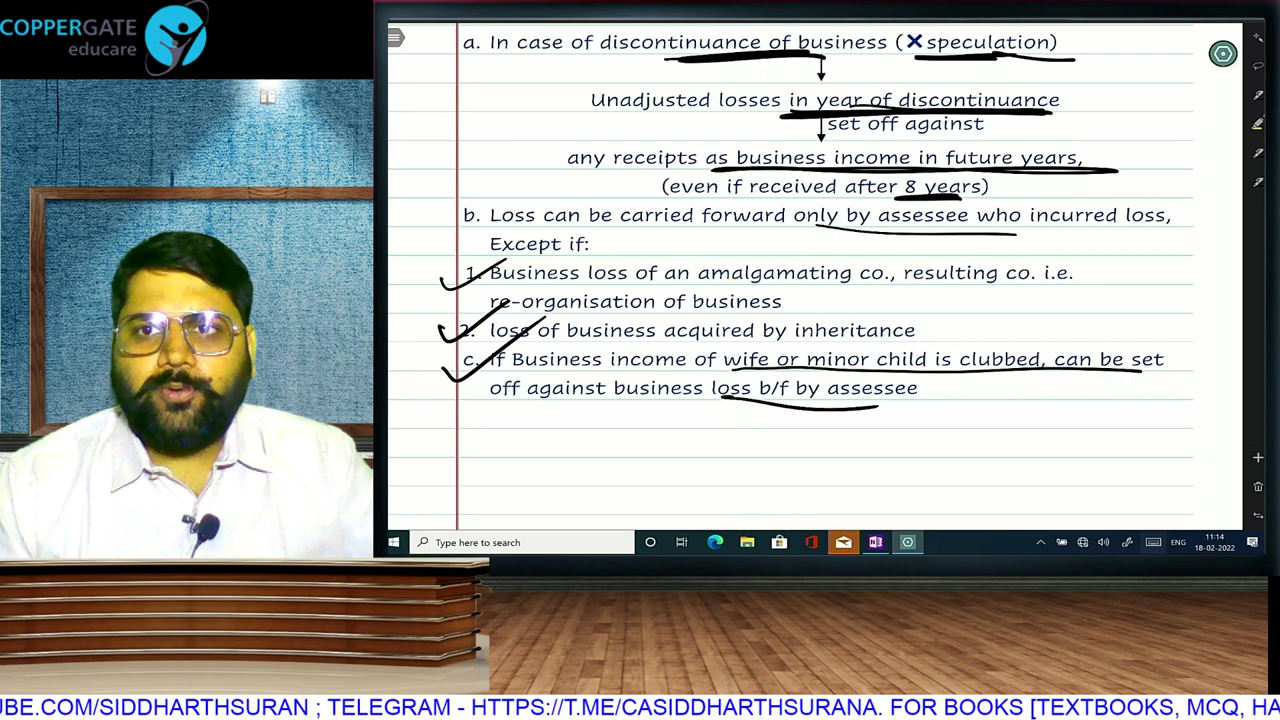 COPPERGATE
educare
a. In case of discontinuance of business (✕ speculation)
Unadjusted losses in year of discontinuance
set off against
any receipts as business income in future years,
(even if received after 8 years)
b. Loss can be carried forward only by assessee who incurred loss,
Except if:
1. Business loss of an amalgamating co., resulting co. i.e.
re-organisation of business
2. loss of business acquired by inheritance
c. If Business income of wife or minor child is clubbed, can be set
off against business loss b/f by assessee
Type here to search
ENG
11:14
18-02-2022
UBE.COM/SIDDHARTHSURAN ; TELEGRAM - HTTPS://T.ME/CASIDDHARTHSURANA. FOR BOOKS [TEXTBOOKS, MCQ, HA